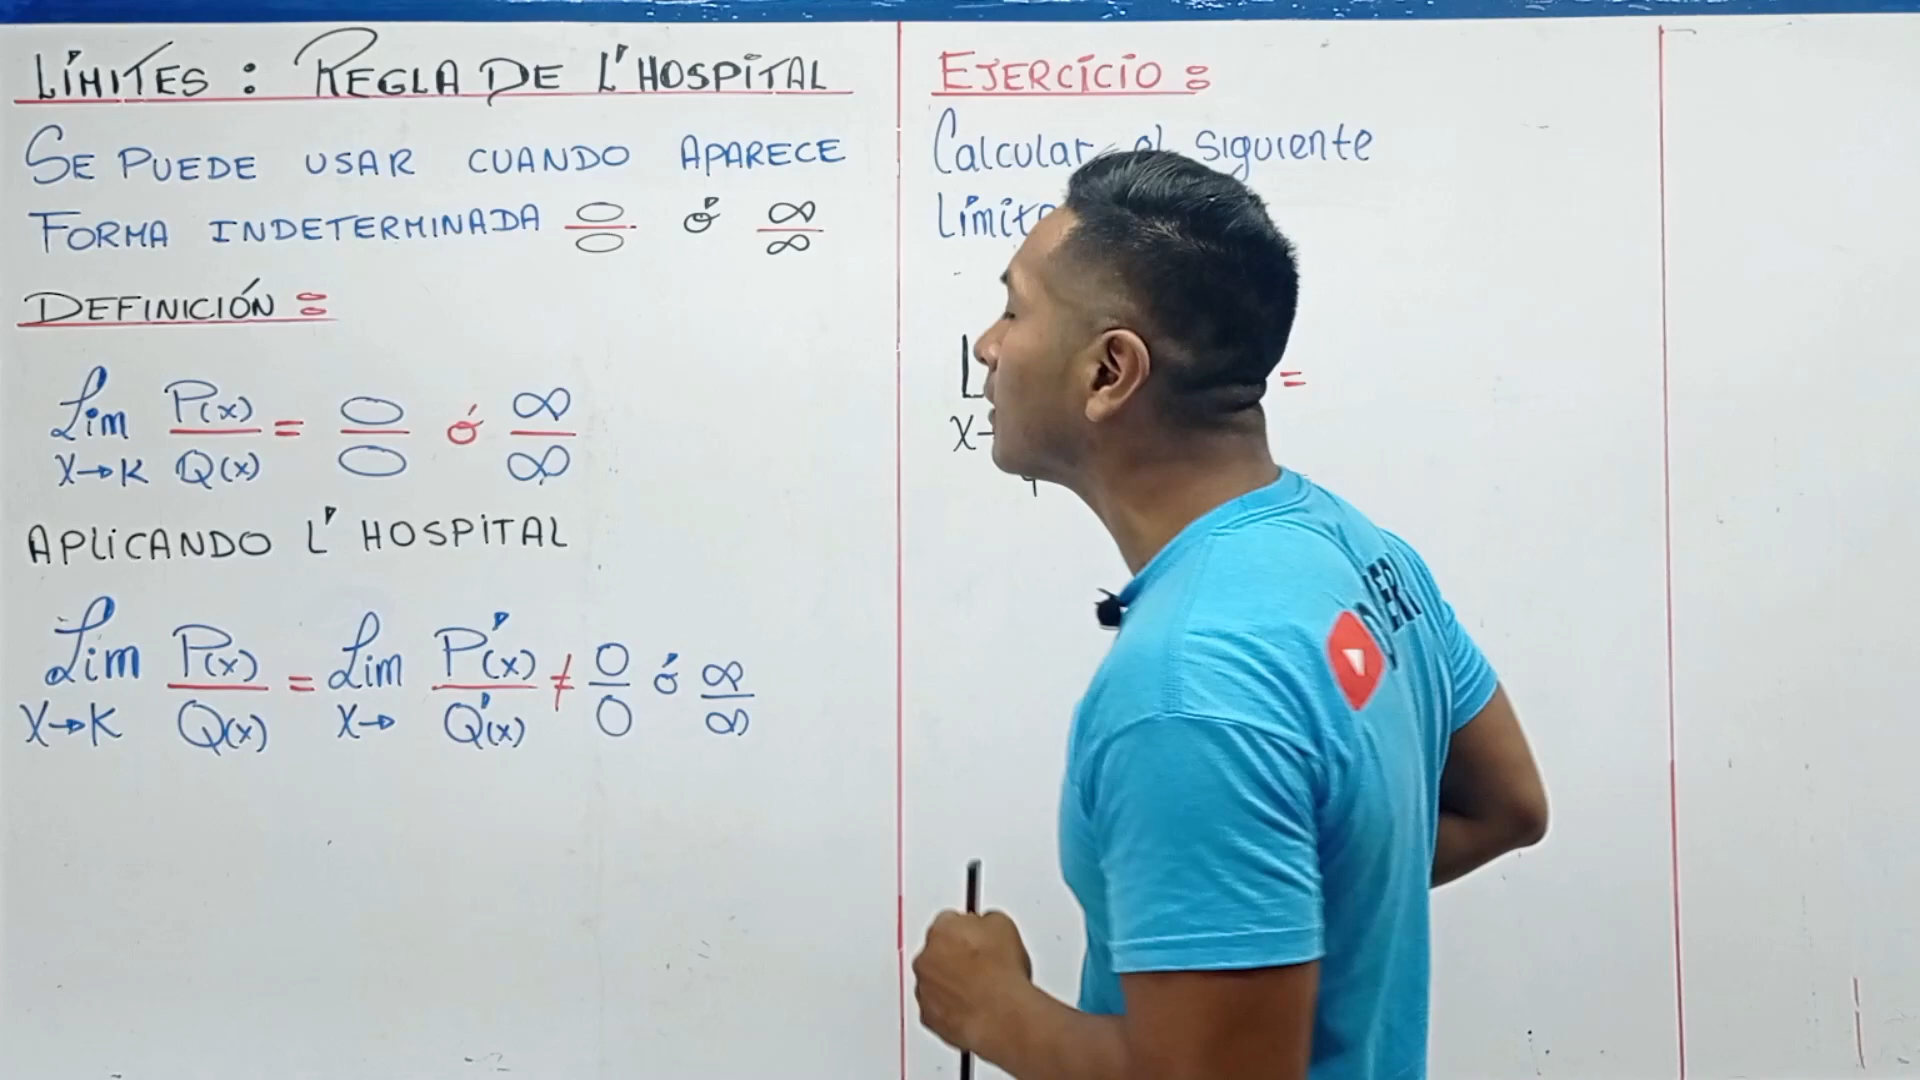 LÍMITES : REGLA DE L'HOSPITAL
SE PUEDE USAR CUANDO APARECE
FORMA INDETERMINADA 0/0 ó ∞/∞
DEFINICIÓN :
Lim P(x) = 0 ó ∞
x→k Q(x) 0 ∞
APLICANDO L'HOSPITAL
Lim P(x) = Lim P'(x) ≠ 0 ó ∞
x→k Q(x) x→ Q'(x) 0 ∞
EJERCICIO :
Calcular el siguiente
=